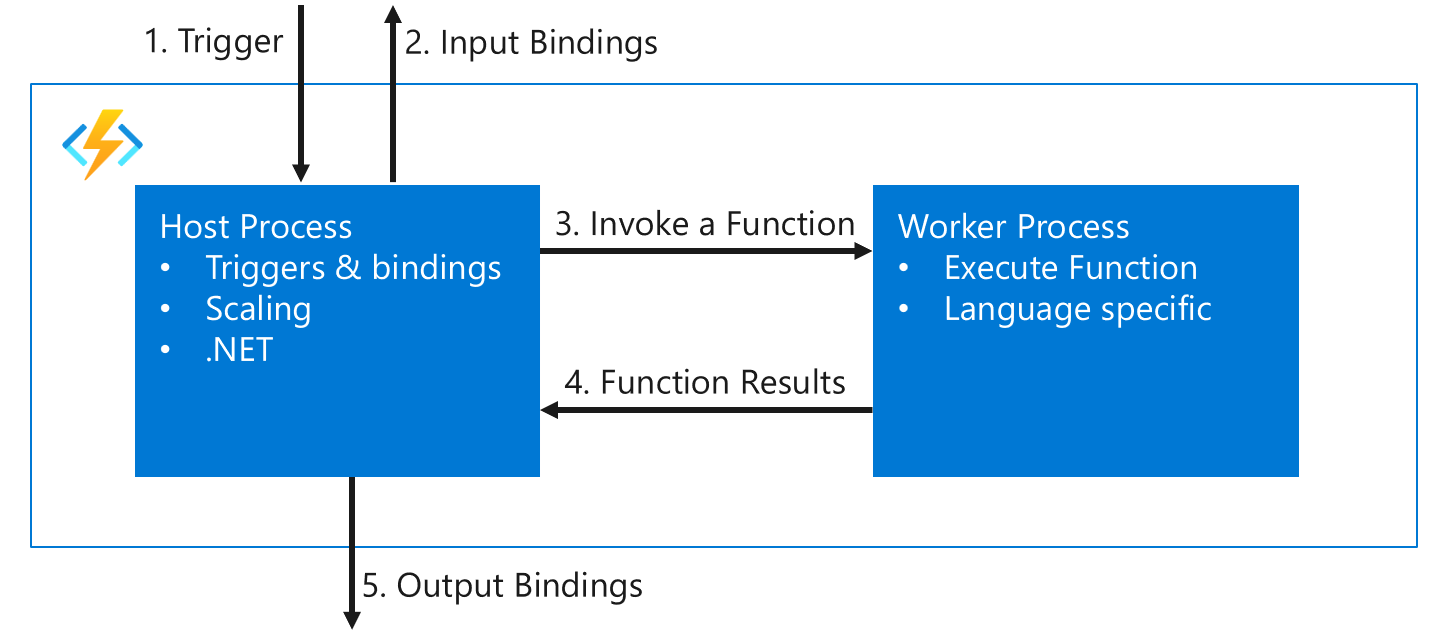 1. Trigger
2. Input Bindings
Host Process
• Triggers & bindings
• Scaling
• .NET
3. Invoke a Function
4. Function Results
Worker Process
• Execute Function
• Language specific
5. Output Bindings